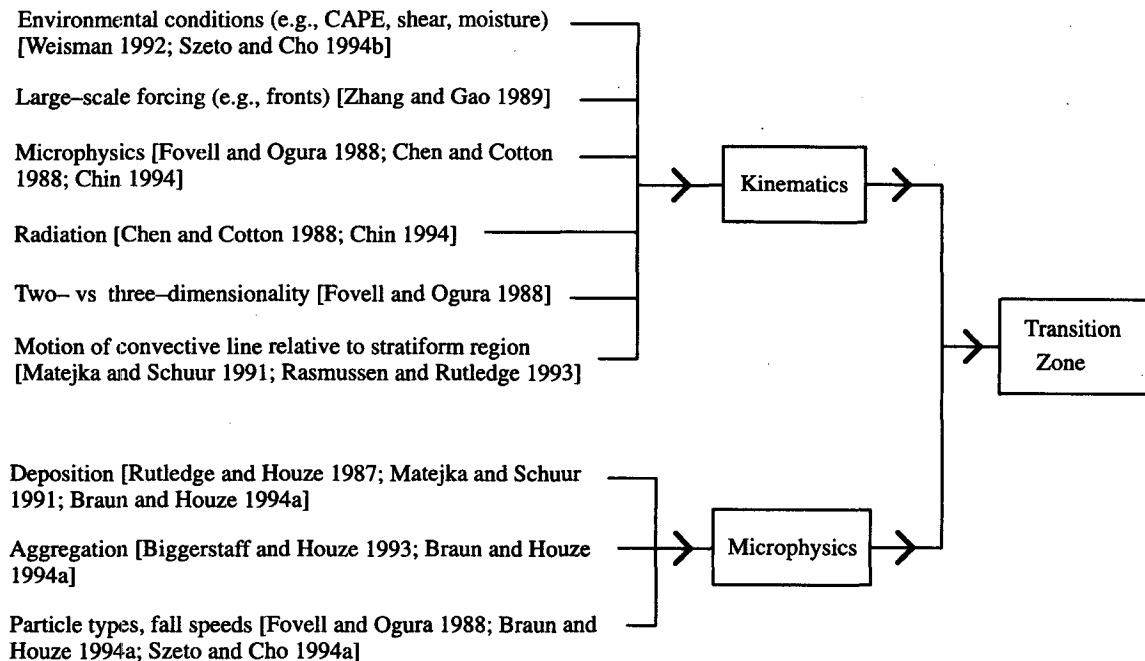 Environmental conditions (e.g., CAPE, shear, moisture)
[Weisman 1992; Szeto and Cho 1994b]
Large–scale forcing (e.g., fronts) [Zhang and Gao 1989]
Microphysics [Fovell and Ogura 1988; Chen and Cotton
1988; Chin 1994]
Radiation [Chen and Cotton 1988; Chin 1994]
Two– vs three–dimensionality [Fovell and Ogura 1988]
Motion of convective line relative to stratiform region
[Matejka and Schuur 1991; Rasmussen and Rutledge 1993]
Kinematics
Transition
Zone
Deposition [Rutledge and Houze 1987; Matejka and Schuur
1991; Braun and Houze 1994a]
Aggregation [Biggerstaff and Houze 1993; Braun and Houze
1994a]
Particle types, fall speeds [Fovell and Ogura 1988; Braun and
Houze 1994a; Szeto and Cho 1994a]
Microphysics